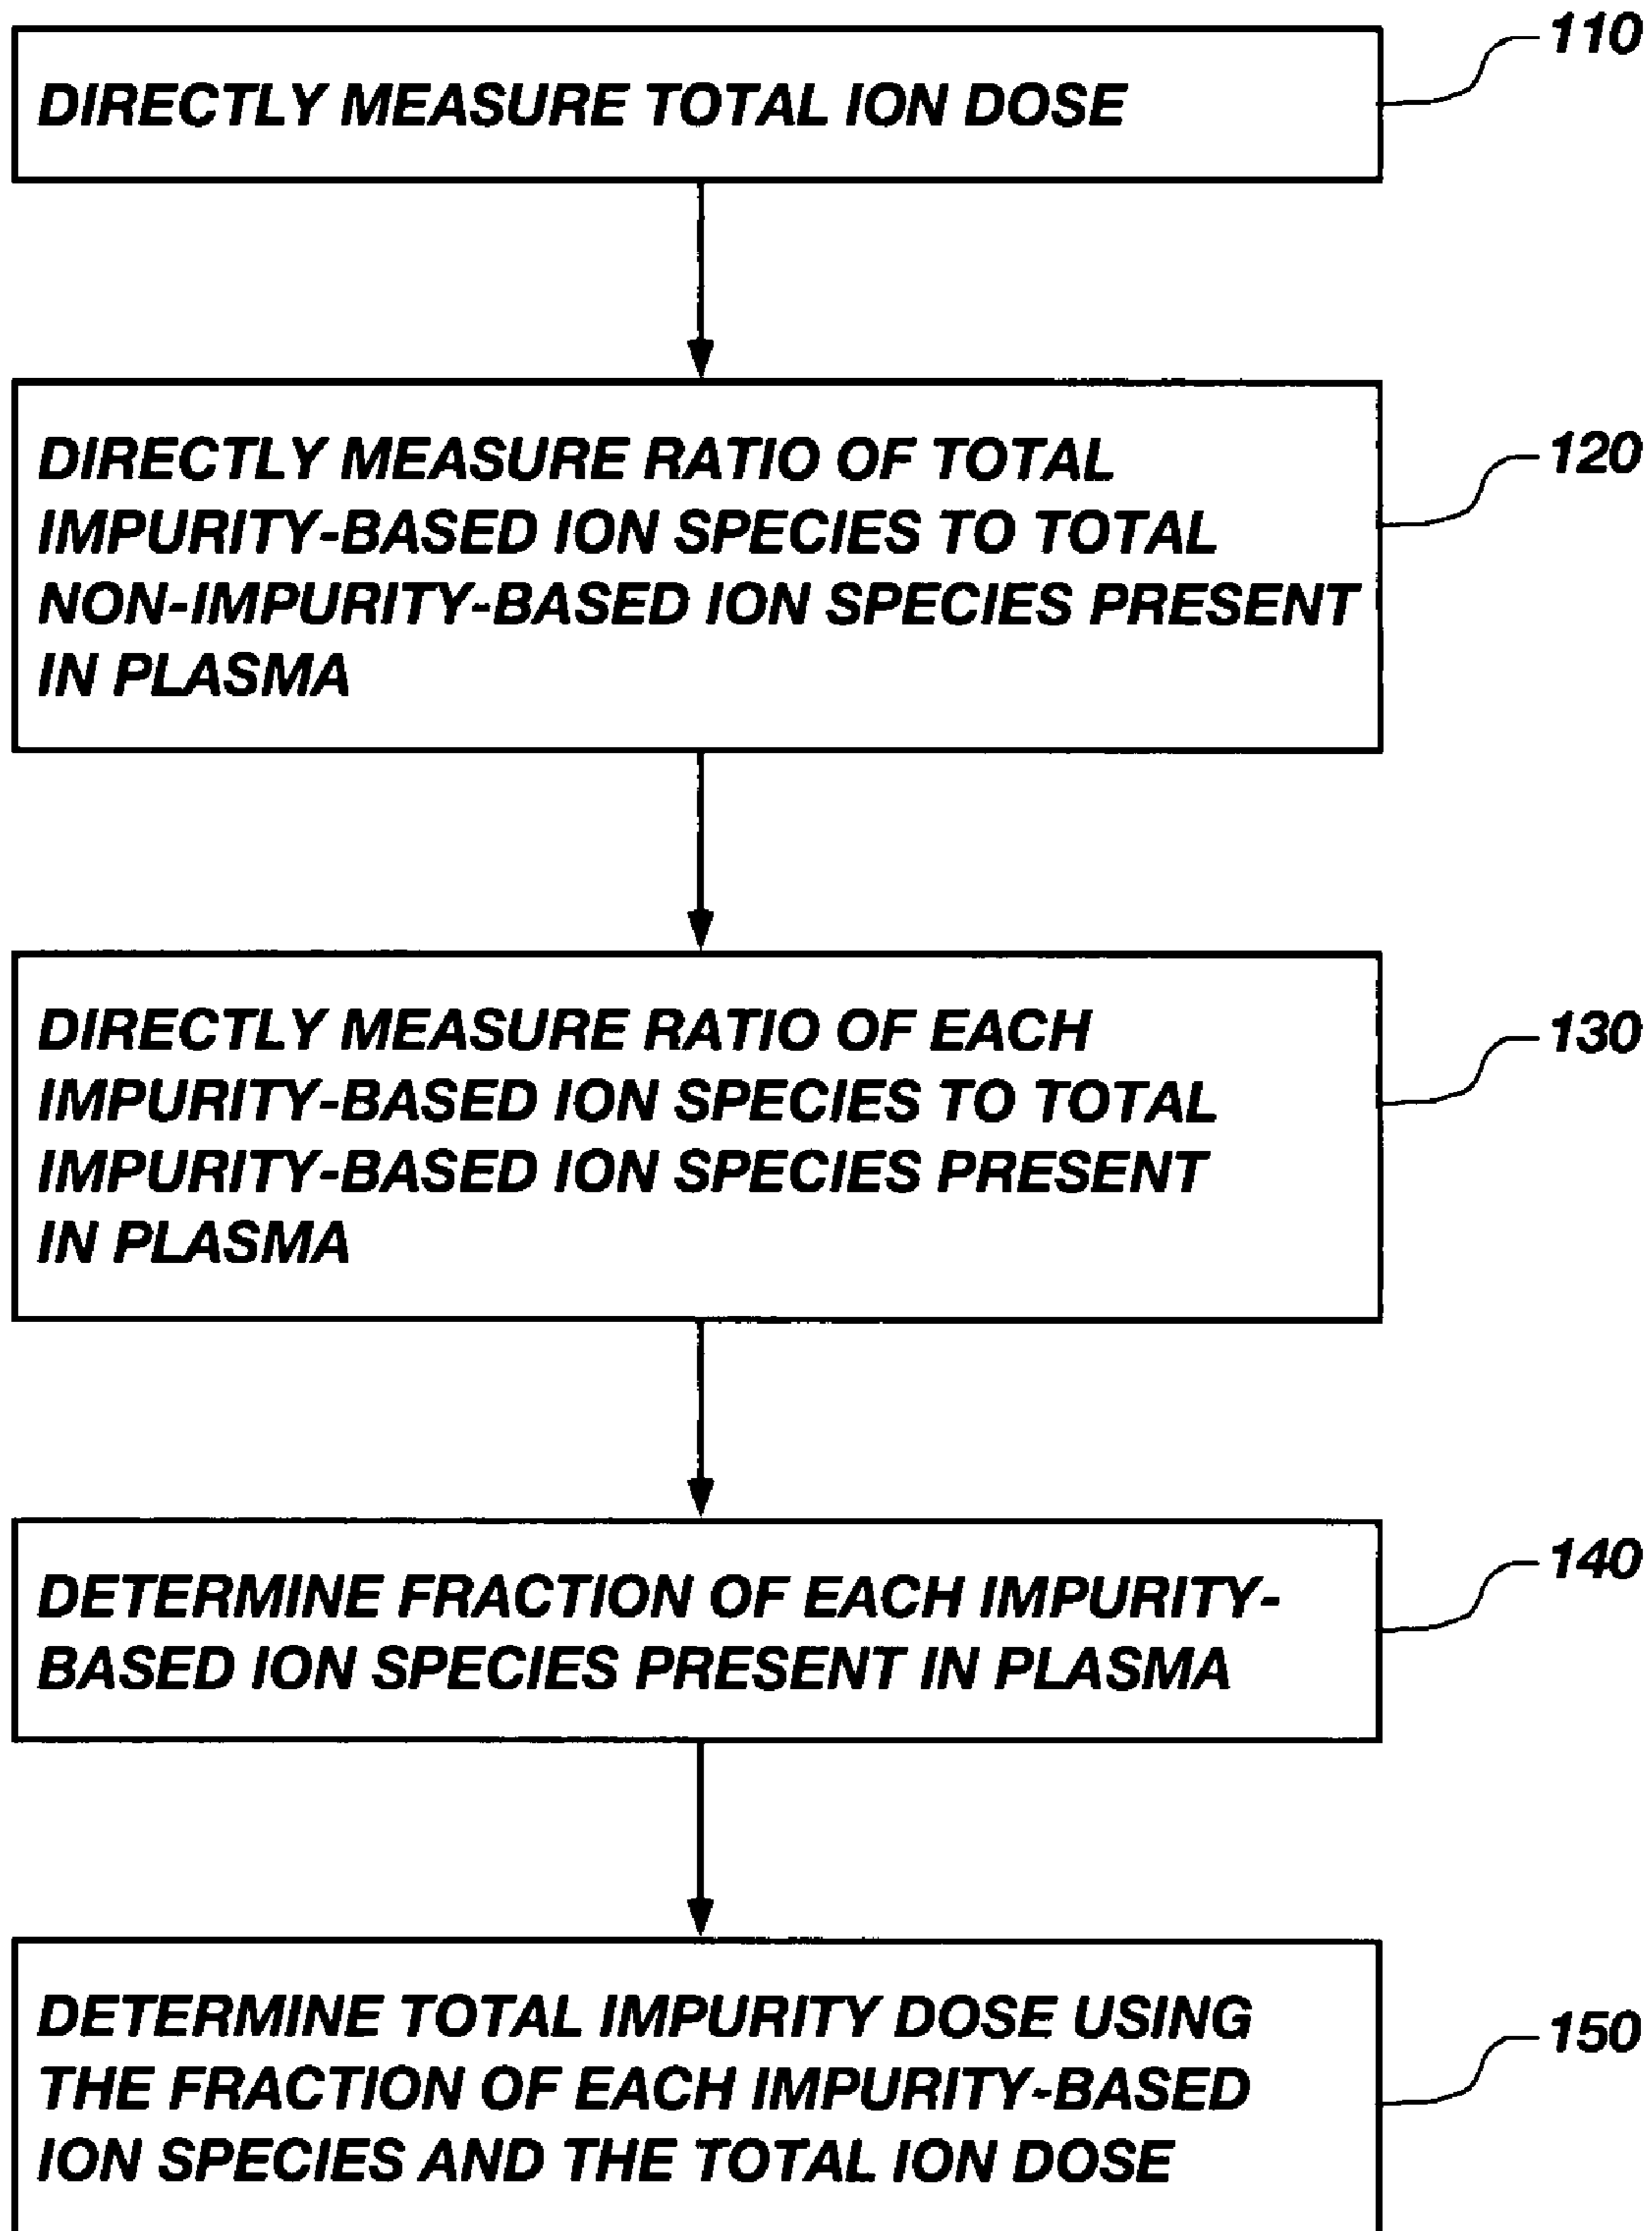 110
DIRECTLY MEASURE TOTAL ION DOSE
120
DIRECTLY MEASURE RATIO OF TOTAL
IMPURITY-BASED ION SPECIES TO TOTAL
NON-IMPURITY-BASED ION SPECIES PRESENT
IN PLASMA
130
DIRECTLY MEASURE RATIO OF EACH
IMPURITY-BASED ION SPECIES TO TOTAL
IMPURITY-BASED ION SPECIES PRESENT
IN PLASMA
140
DETERMINE FRACTION OF EACH IMPURITY-
BASED ION SPECIES PRESENT IN PLASMA
150
DETERMINE TOTAL IMPURITY DOSE USING
THE FRACTION OF EACH IMPURITY-BASED
ION SPECIES AND THE TOTAL ION DOSE